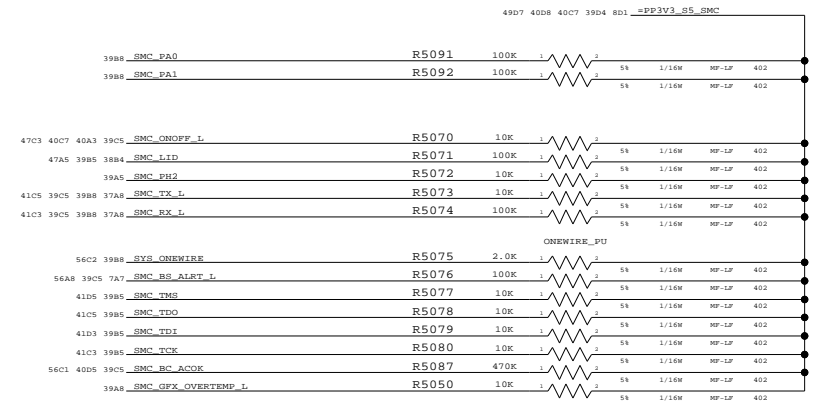 49D7 40D8 40C7 39D4 8D1 =PP3V3_S5_SMC
39B8 SMC_PA0 R5091 100K 1 2
5% 1/16W MF-LF 402
39B8 SMC_PA1 R5092 100K 1 2
5% 1/16W MF-LF 402
47C3 40C7 40A3 39C5 SMC_ONOFF_L R5070 10K 1 2
5% 1/16W MF-LF 402
47A5 39B5 38B4 SMC_LID R5071 100K 1 2
5% 1/16W MF-LF 402
39A5 SMC_PH2 R5072 10K 1 2
5% 1/16W MF-LF 402
41C5 39C5 39B8 37A8 SMC_TX_L R5073 10K 1 2
5% 1/16W MF-LF 402
41C3 39C5 39B8 37A8 SMC_RX_L R5074 100K 1 2
5% 1/16W MF-LF 402
ONEWIRE_PU
56C2 39B8 SYS_ONEWIRE R5075 2.0K 1 2
5% 1/16W MF-LF 402
56A8 39C5 7A7 SMC_BS_ALRT_L R5076 100K 1 2
5% 1/16W MF-LF 402
41D5 39B5 SMC_TMS R5077 10K 1 2
5% 1/16W MF-LF 402
41C5 39B5 SMC_TDO R5078 10K 1 2
5% 1/16W MF-LF 402
41D3 39B5 SMC_TDI R5079 10K 1 2
5% 1/16W MF-LF 402
41C3 39B5 SMC_TCK R5080 10K 1 2
5% 1/16W MF-LF 402
56C1 40D5 39C5 SMC_BC_ACOK R5087 470K 1 2
5% 1/16W MF-LF 402
39A8 SMC_GFX_OVERTEMP_L R5050 10K 1 2
5% 1/16W MF-LF 402